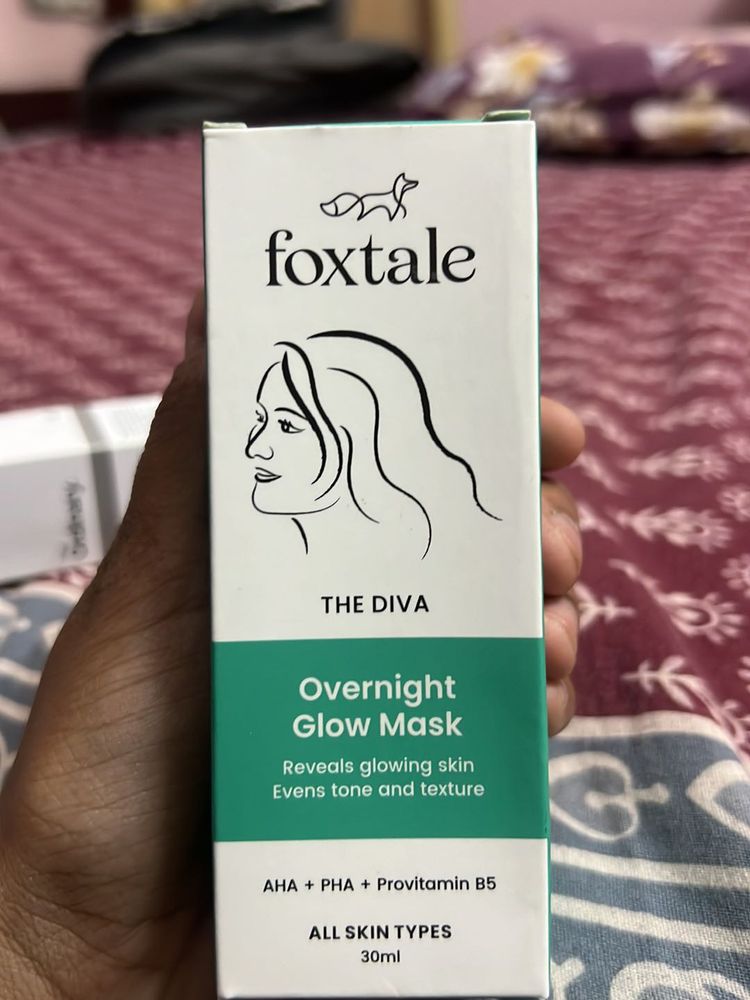 foxtale
THE DIVA
Overnight
Glow Mask
Reveals glowing skin
Evens tone and texture
AHA + PHA + Provitamin B5
ALL SKIN TYPES
30ml
Ordinary